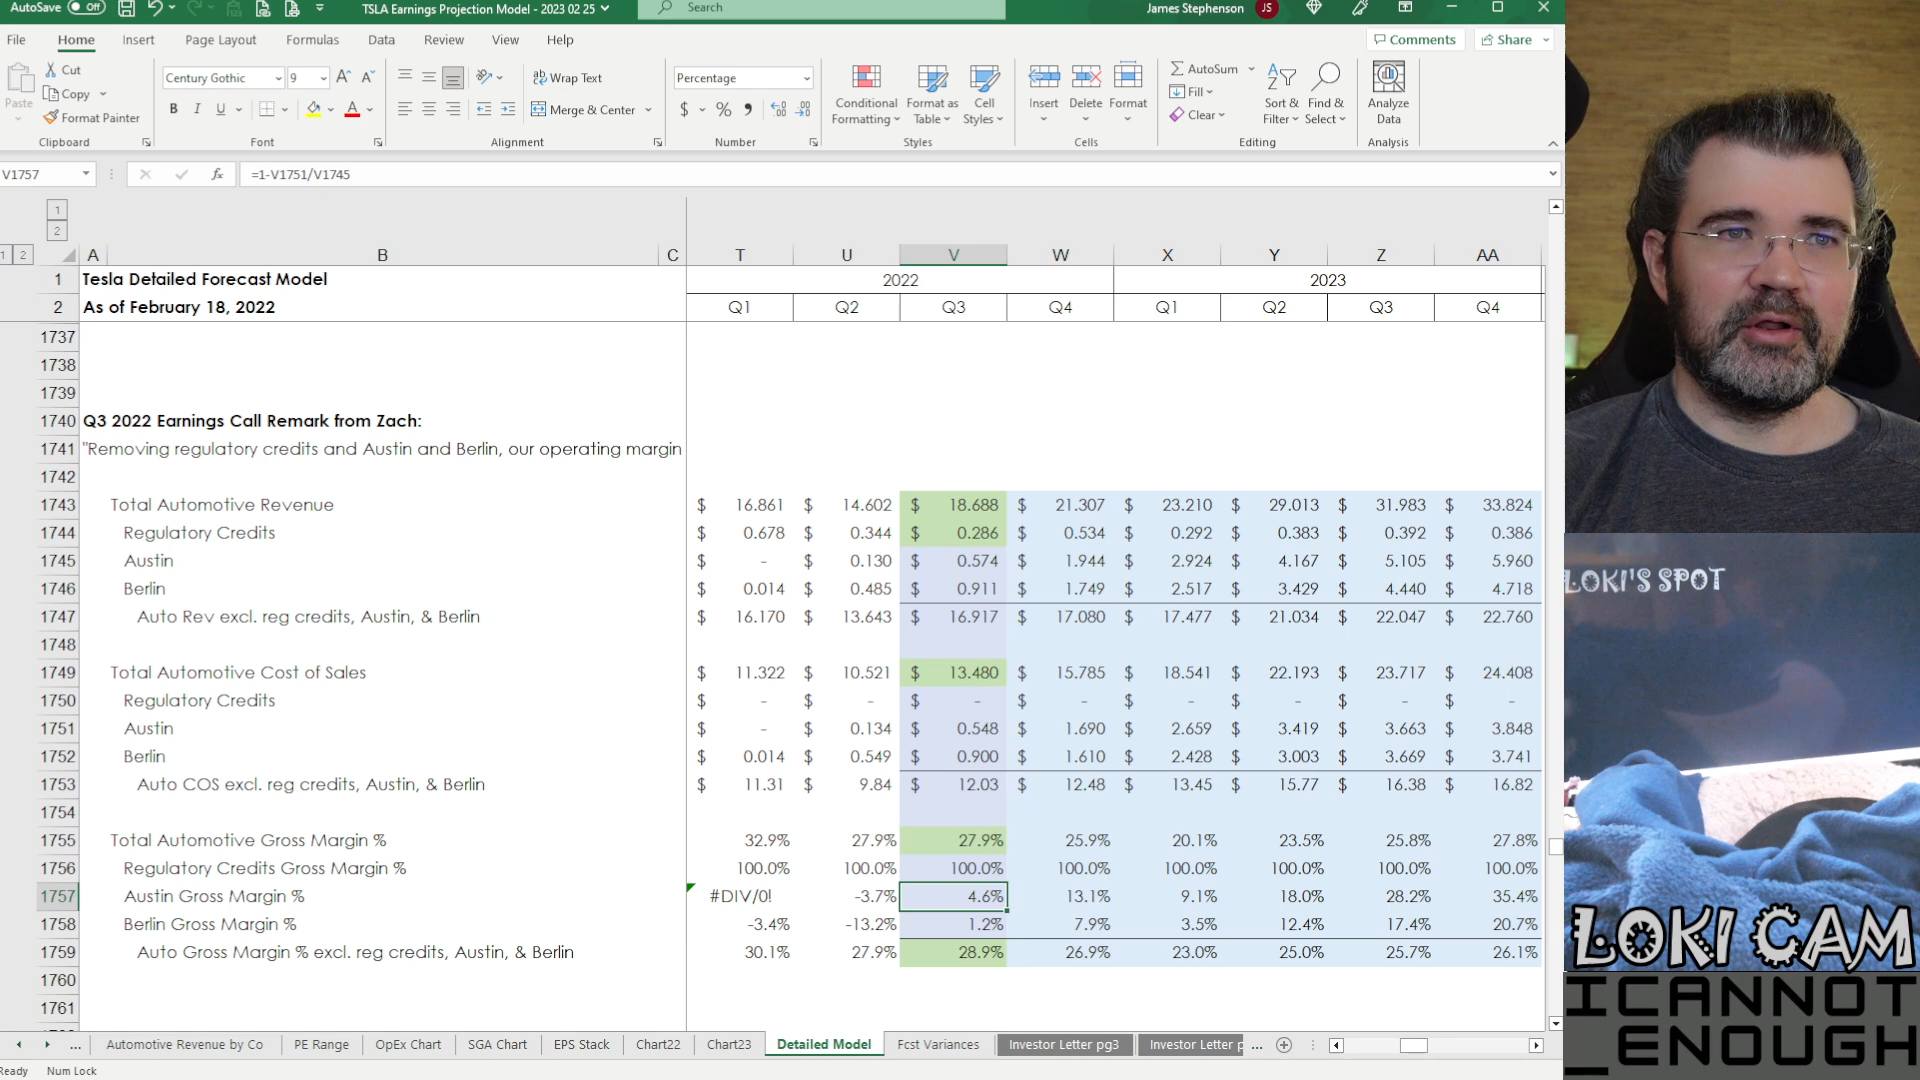 AutoSave Off TSLA Earnings Projection Model - 2023 02 25 Search James Stephenson JS
File Home Insert Page Layout Formulas Data Review View Help Comments Share
Paste Cut Copy Format Painter Clipboard
Century Gothic 9 B I U A Font
Wrap Text Merge & Center Alignment
Percentage $ % Number
Conditional Formatting Format as Table Cell Styles Styles
Insert Delete Format Cells
AutoSum Fill Clear Sort & Filter Find & Select Editing
Analyze Data Analysis
V1757 fx =1-V1751/V1745
1
2
1 2 A B C T U V W X Y Z AA
1 Tesla Detailed Forecast Model 2022 2023
2 As of February 18, 2022 Q1 Q2 Q3 Q4 Q1 Q2 Q3 Q4
1737
1738
1739
1740 Q3 2022 Earnings Call Remark from Zach:
1741 "Removing regulatory credits and Austin and Berlin, our operating margin
1742
1743 Total Automotive Revenue $ 16.861 $ 14.602 $ 18.688 $ 21.307 $ 23.210 $ 29.013 $ 31.983 $ 33.824
1744 Regulatory Credits $ 0.678 $ 0.344 $ 0.286 $ 0.534 $ 0.292 $ 0.383 $ 0.392 $ 0.386
1745 Austin $ - $ 0.130 $ 0.574 $ 1.944 $ 2.924 $ 4.167 $ 5.105 $ 5.960
1746 Berlin $ 0.014 $ 0.485 $ 0.911 $ 1.749 $ 2.517 $ 3.429 $ 4.440 $ 4.718
1747 Auto Rev excl. reg credits, Austin, & Berlin $ 16.170 $ 13.643 $ 16.917 $ 17.080 $ 17.477 $ 21.034 $ 22.047 $ 22.760
1748
1749 Total Automotive Cost of Sales $ 11.322 $ 10.521 $ 13.480 $ 15.785 $ 18.541 $ 22.193 $ 23.717 $ 24.408
1750 Regulatory Credits $ - $ - $ - $ - $ - $ - $ - $ -
1751 Austin $ - $ 0.134 $ 0.548 $ 1.690 $ 2.659 $ 3.419 $ 3.663 $ 3.848
1752 Berlin $ 0.014 $ 0.549 $ 0.900 $ 1.610 $ 2.428 $ 3.003 $ 3.669 $ 3.741
1753 Auto COS excl. reg credits, Austin, & Berlin $ 11.31 $ 9.84 $ 12.03 $ 12.48 $ 13.45 $ 15.77 $ 16.38 $ 16.82
1754
1755 Total Automotive Gross Margin % 32.9% 27.9% 27.9% 25.9% 20.1% 23.5% 25.8% 27.8%
1756 Regulatory Credits Gross Margin % 100.0% 100.0% 100.0% 100.0% 100.0% 100.0% 100.0% 100.0%
1757 Austin Gross Margin % #DIV/0! -3.7% 4.6% 13.1% 9.1% 18.0% 28.2% 35.4%
1758 Berlin Gross Margin % -3.4% -13.2% 1.2% 7.9% 3.5% 12.4% 17.4% 20.7%
1759 Auto Gross Margin % excl. reg credits, Austin, & Berlin 30.1% 27.9% 28.9% 26.9% 23.0% 25.0% 25.7% 26.1%
1760
1761
... Automotive Revenue by Co PE Range OpEx Chart SGA Chart EPS Stack Chart22 Chart23 Detailed Model Fcst Variances Investor Letter pg3 Investor Letter p ...
Ready Num Lock
LOKI'S SPOT
LOKI CAM
ICANNOT
_ENOUGH